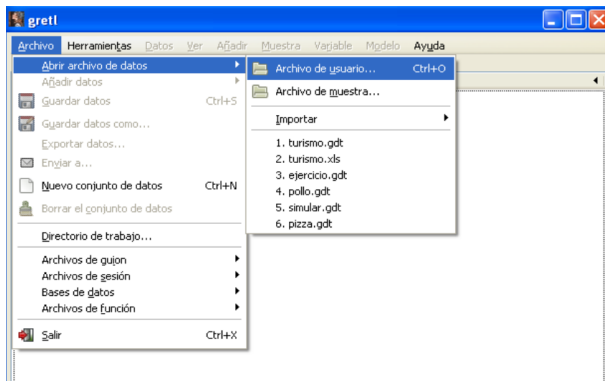 gretl
Archivo Herramientas Datos Ver Añadir Muestra Variable Modelo Ayuda
Abrir archivo de datos
Añadir datos
Guardar datos Ctrl+S
Guardar datos como...
Exportar datos...
Enviar a...
Nuevo conjunto de datos Ctrl+N
Borrar el conjunto de datos
Directorio de trabajo...
Archivos de guion
Archivos de sesión
Bases de datos
Archivos de función
Salir Ctrl+X
Archivo de usuario... Ctrl+O
Archivo de muestra...
Importar
1. turismo.gdt
2. turismo.xls
3. ejercicio.gdt
4. pollo.gdt
5. simular.gdt
6. pizza.gdt